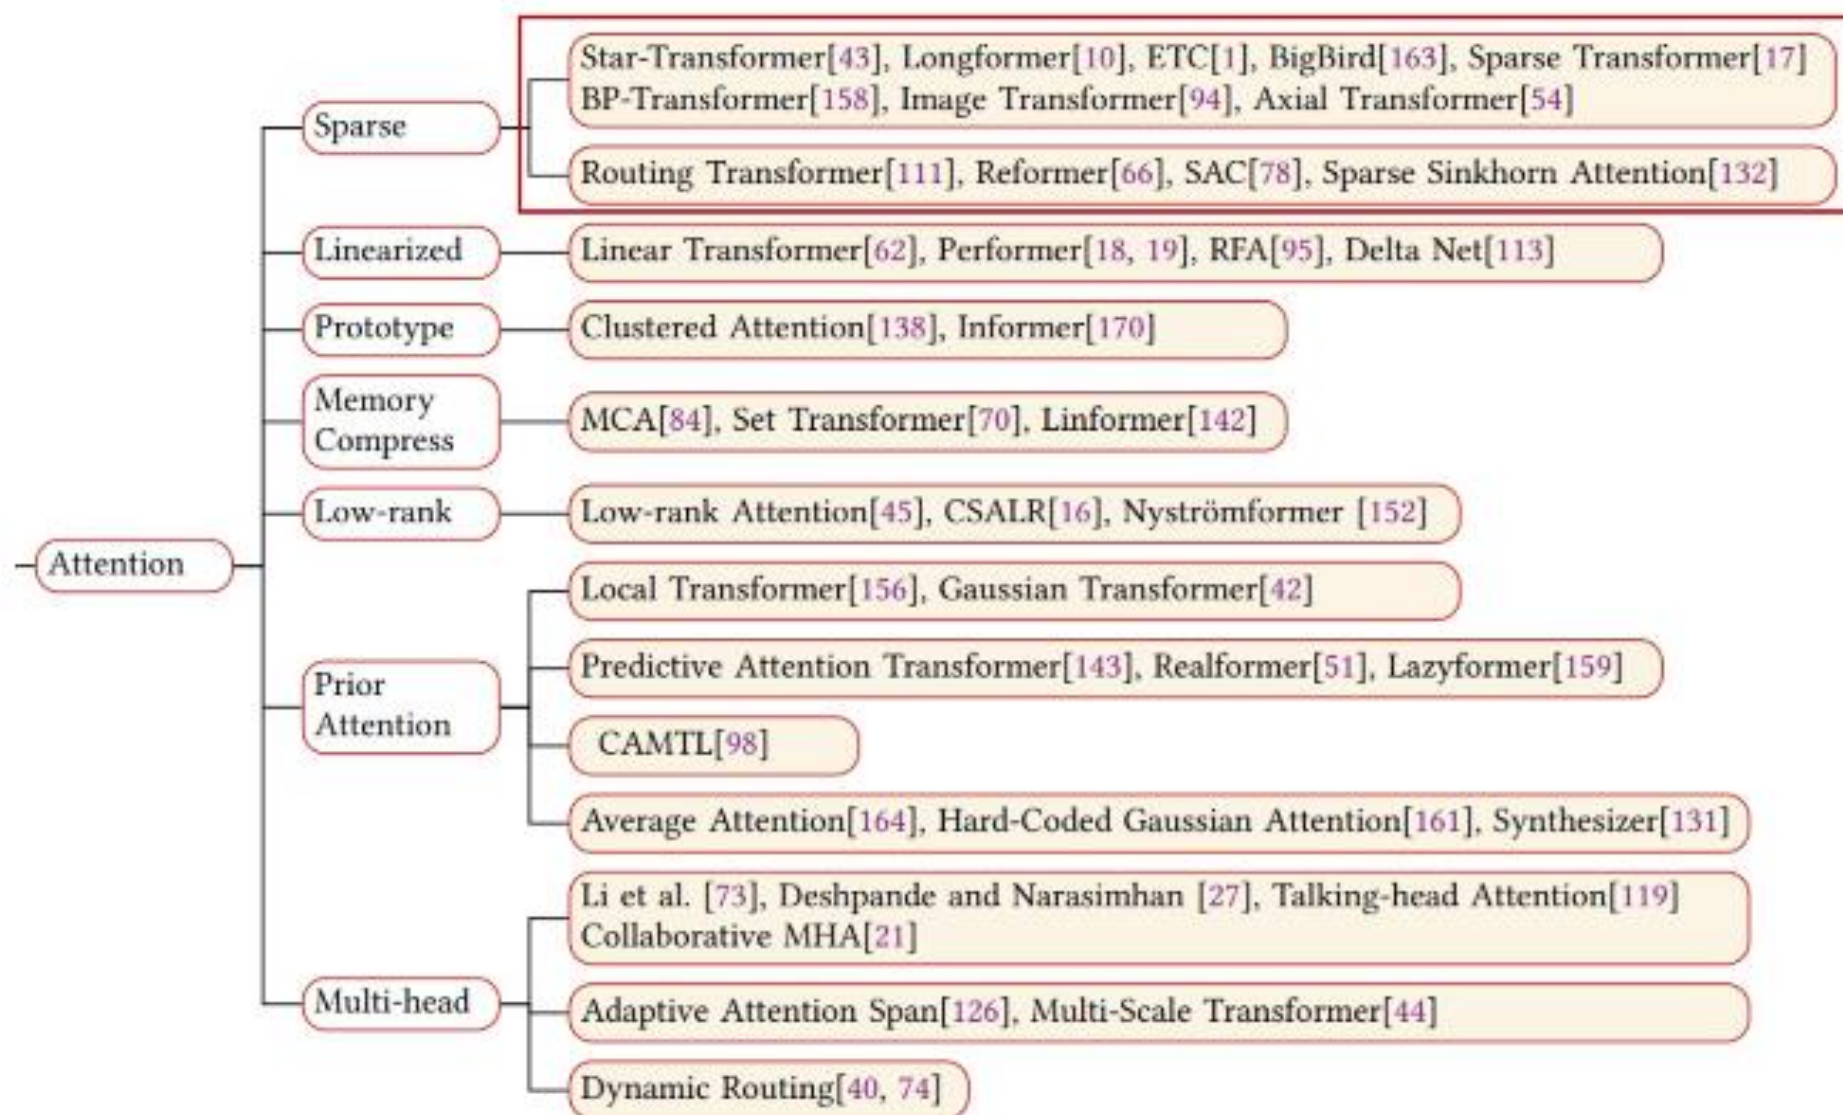 Attention
Sparse
Star-Transformer[43], Longformer[10], ETC[1], BigBird[163], Sparse Transformer[17]
BP-Transformer[158], Image Transformer[94], Axial Transformer[54]
Routing Transformer[111], Reformer[66], SAC[78], Sparse Sinkhorn Attention[132]
Linearized
Linear Transformer[62], Performer[18, 19], RFA[95], Delta Net[113]
Prototype
Clustered Attention[138], Informer[170]
Memory
Compress
MCA[84], Set Transformer[70], Linformer[142]
Low-rank
Low-rank Attention[45], CSALR[16], Nyströmformer [152]
Prior
Attention
Local Transformer[156], Gaussian Transformer[42]
Predictive Attention Transformer[143], Realformer[51], Lazyformer[159]
CAMTL[98]
Average Attention[164], Hard-Coded Gaussian Attention[161], Synthesizer[131]
Multi-head
Li et al. [73], Deshpande and Narasimhan [27], Talking-head Attention[119]
Collaborative MHA[21]
Adaptive Attention Span[126], Multi-Scale Transformer[44]
Dynamic Routing[40, 74]